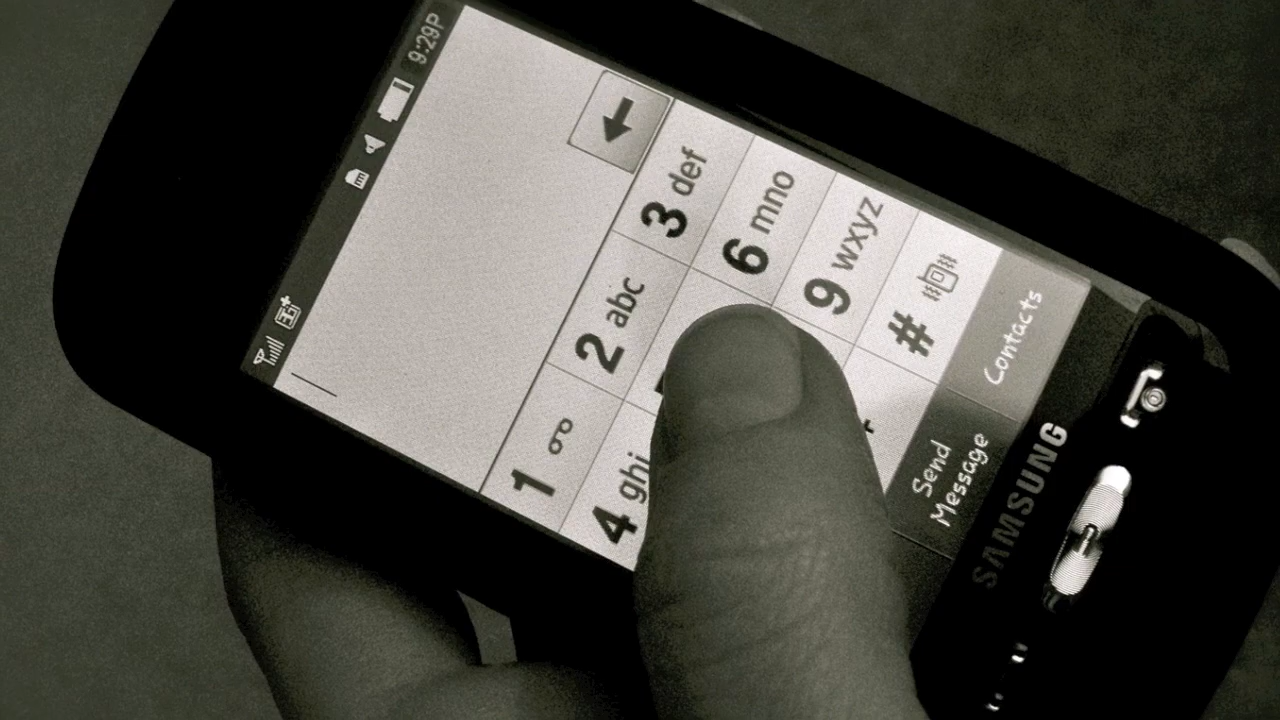 9:29P
1
2 abc
3 def
4 ghi
6 mno
9 wxyz
#
Send
Message
Contacts
SAMSUNG